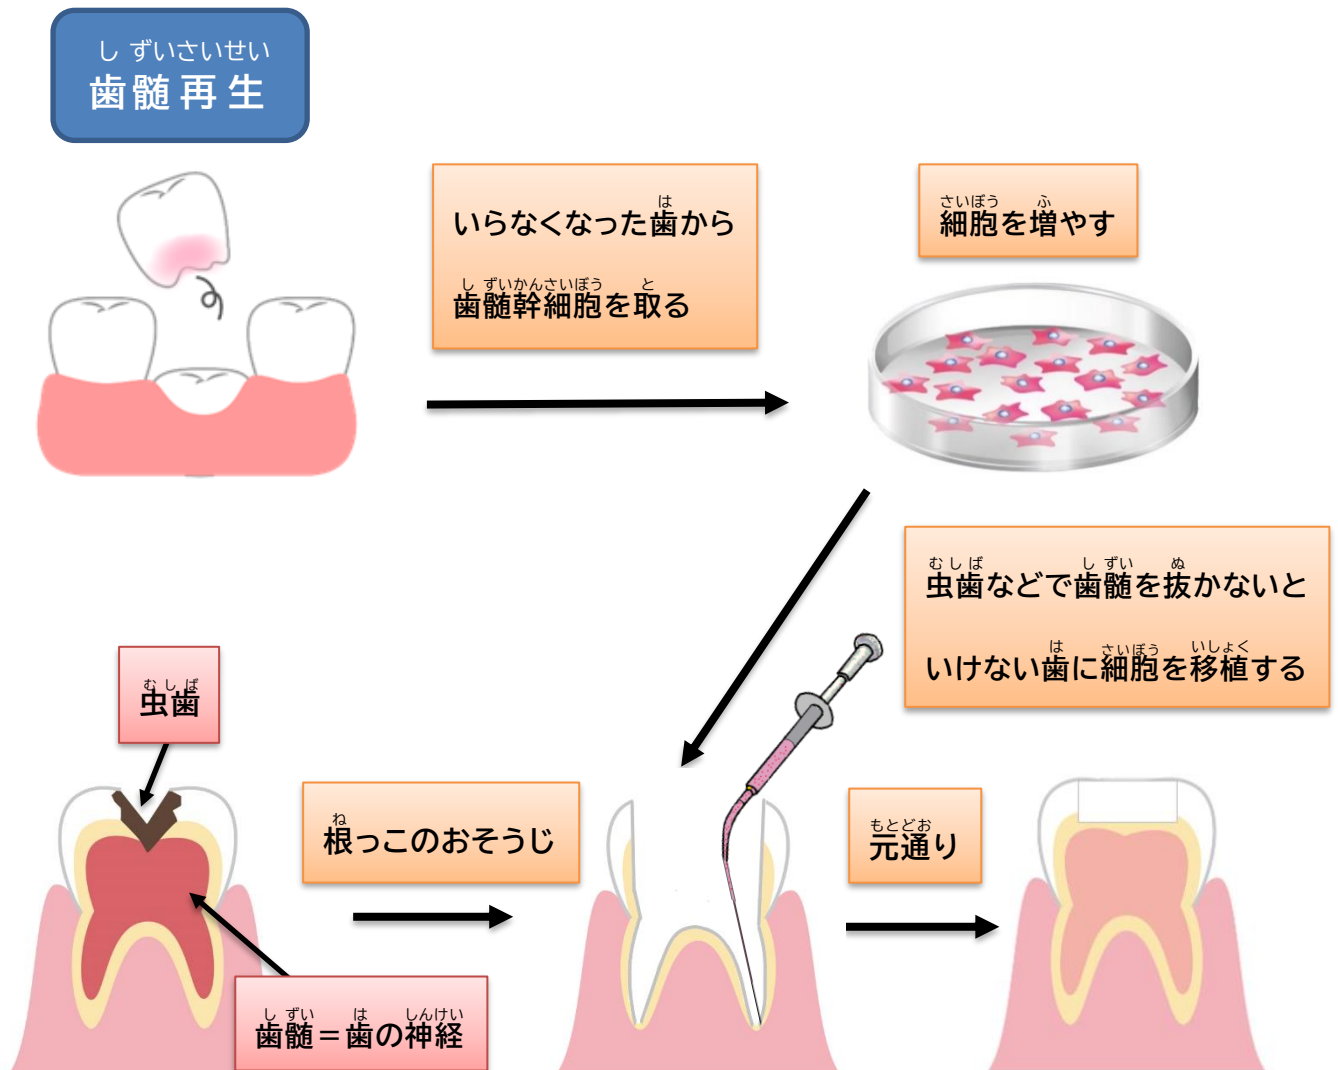 し ずいさいせい
歯髄再生
は
いらなくなった歯から
し ずいかんさいぼう と
歯髄幹細胞を取る
さいぼう ふ
細胞を増やす
むしば し ずい ぬ
虫歯などで歯髄を抜かないと
は さいぼう いしょく
いけない歯に細胞を移植する
むしば
虫歯
ね
根っこのおそうじ
もとどお
元通り
し ずい は しんけい
歯髄=歯の神経